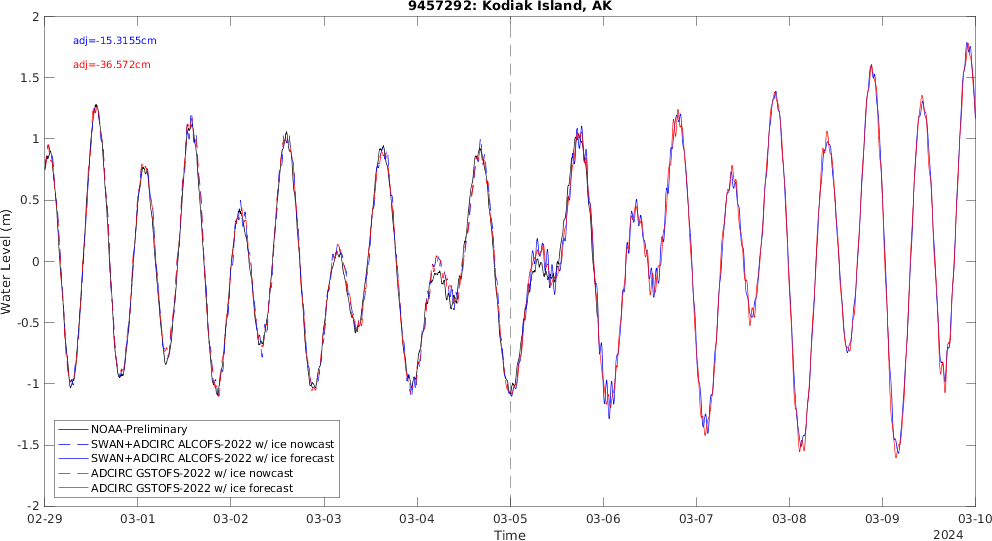 9457292: Kodiak Island, AK
adj=-15.3155cm
adj=-36.572cm
Water Level (m)
2
1.5
1
0.5
0
-0.5
-1
-1.5
-2
NOAA-Preliminary
SWAN+ADCIRC ALCOFS-2022 w/ ice nowcast
SWAN+ADCIRC ALCOFS-2022 w/ ice forecast
ADCIRC GSTOFS-2022 w/ ice nowcast
ADCIRC GSTOFS-2022 w/ ice forecast
02-29 03-01 03-02 03-03 03-04 03-05 03-06 03-07 03-08 03-09 03-10
Time
2024